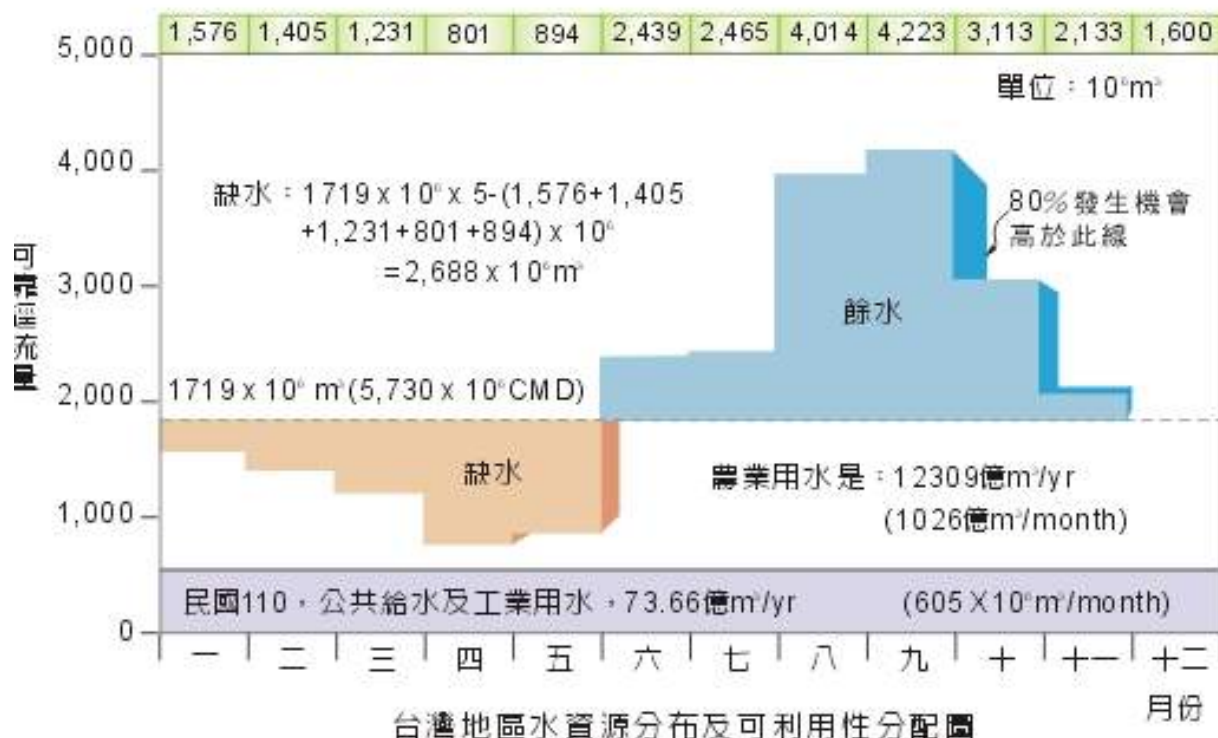 1,576 1,405 1,231 801 894 2,439 2,465 4,014 4,223 3,113 2,133 1,600
5,000
單位：10⁶m³
4,000
缺水：1719 x 10⁶ x 5-(1,576+1,405
+1,231+801+894) x 10⁶
=2,688 x 10⁶m³
80%發生機會
高於此線
可靠逕流量
3,000
餘水
2,000
1719 x 10⁶ m³(5,730 x 10⁶CMD)
缺水
農業用水是：12309億m³/yr
(1026億m³/month)
1,000
民國110，公共給水及工業用水，73.66億m³/yr (605 X10⁶m³/month)
0
一 二 三 四 五 六 七 八 九 十 十一 十二
月份
台灣地區水資源分布及可利用性分配圖